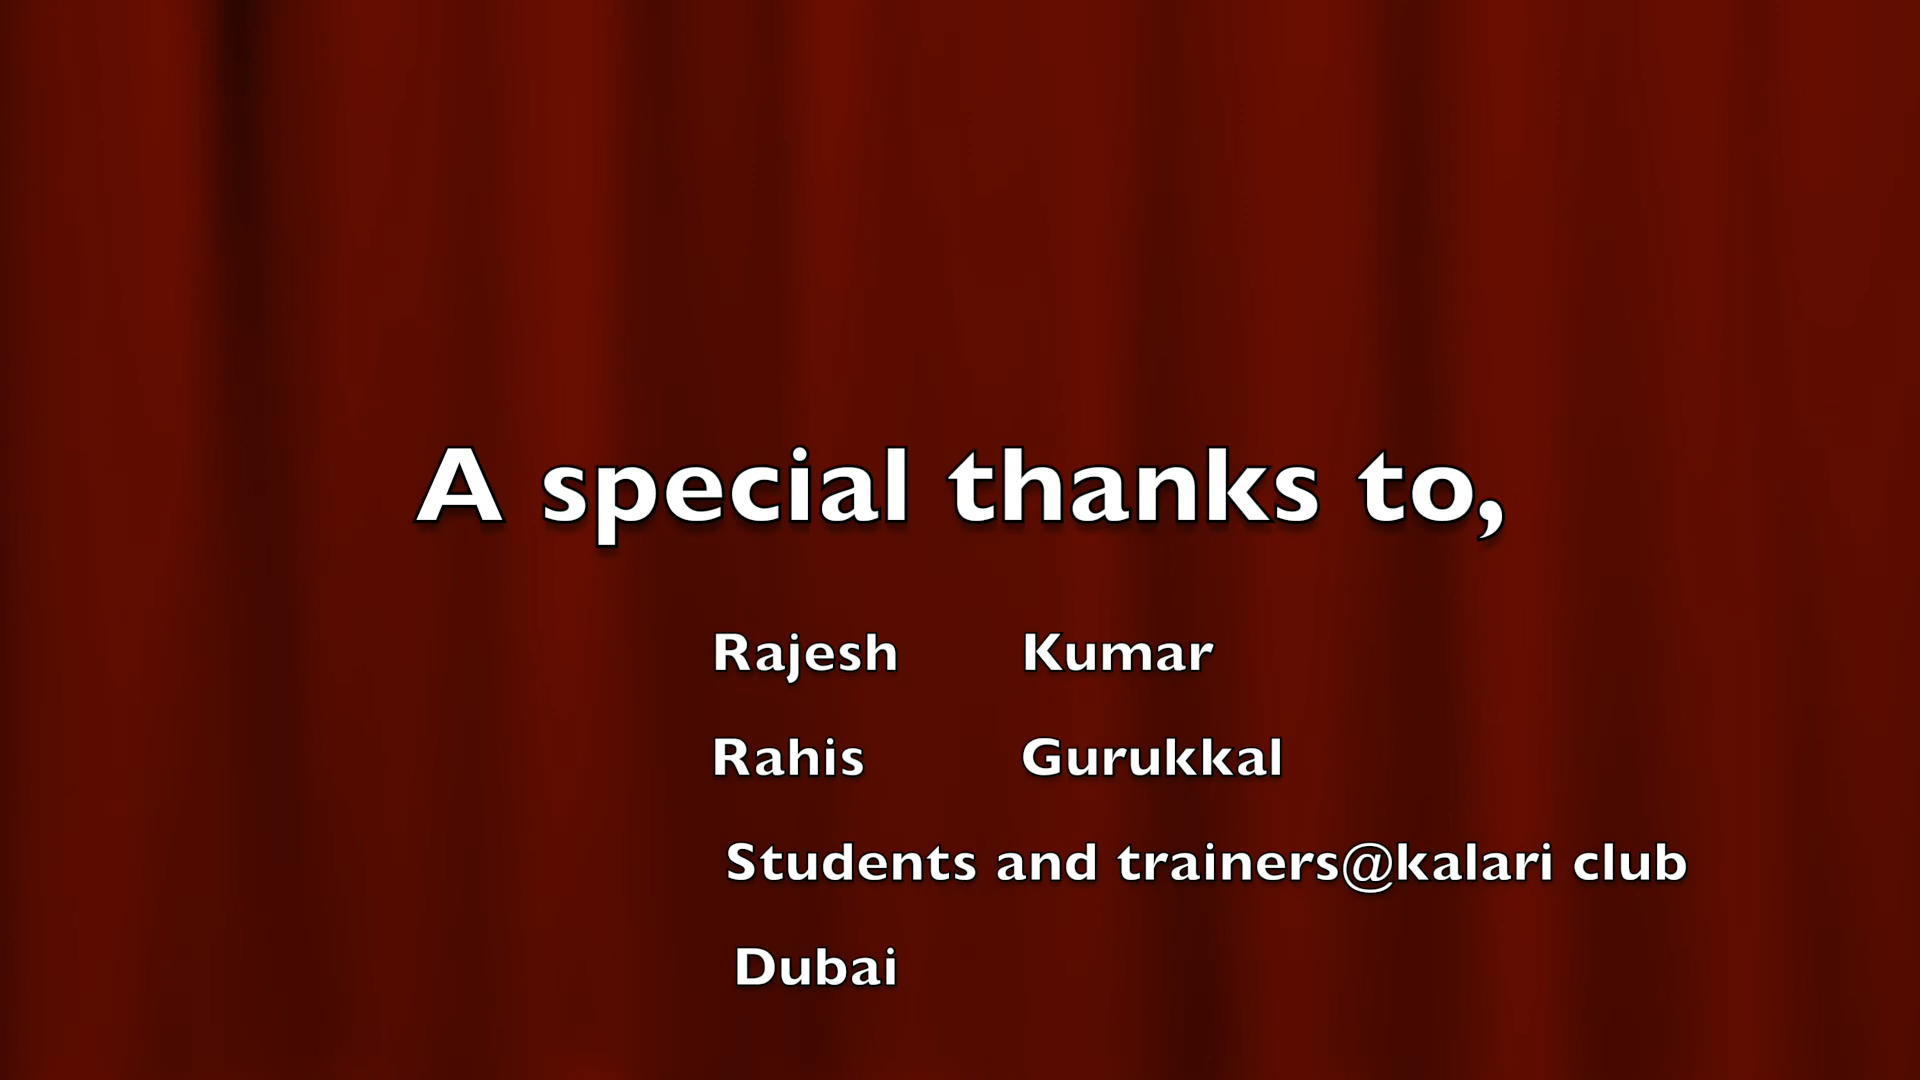 A special thanks to,
Rajesh Kumar
Rahis Gurukkal
Students and trainers@kalari club
Dubai